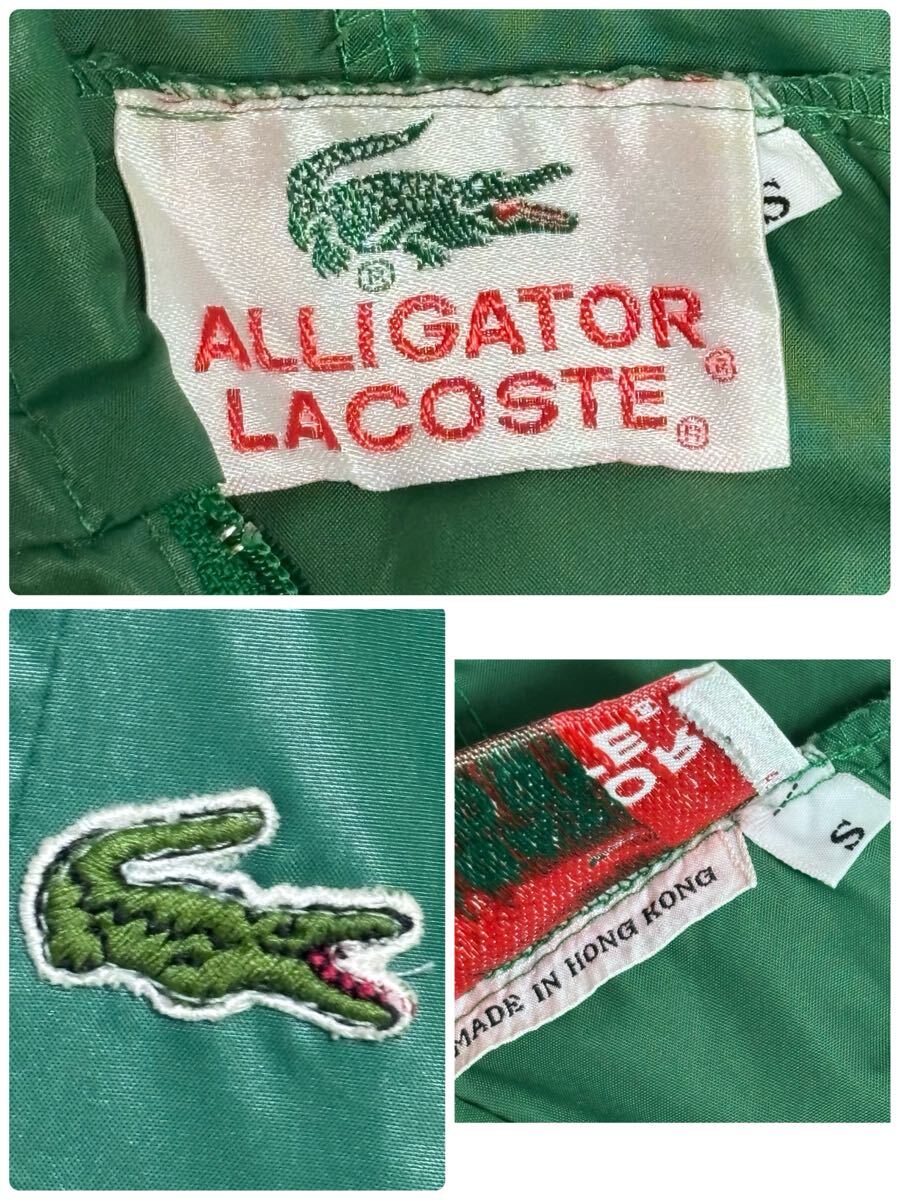 ®
ALLIGATOR®
LACOSTE®
S
S
MADE IN HONG KONG